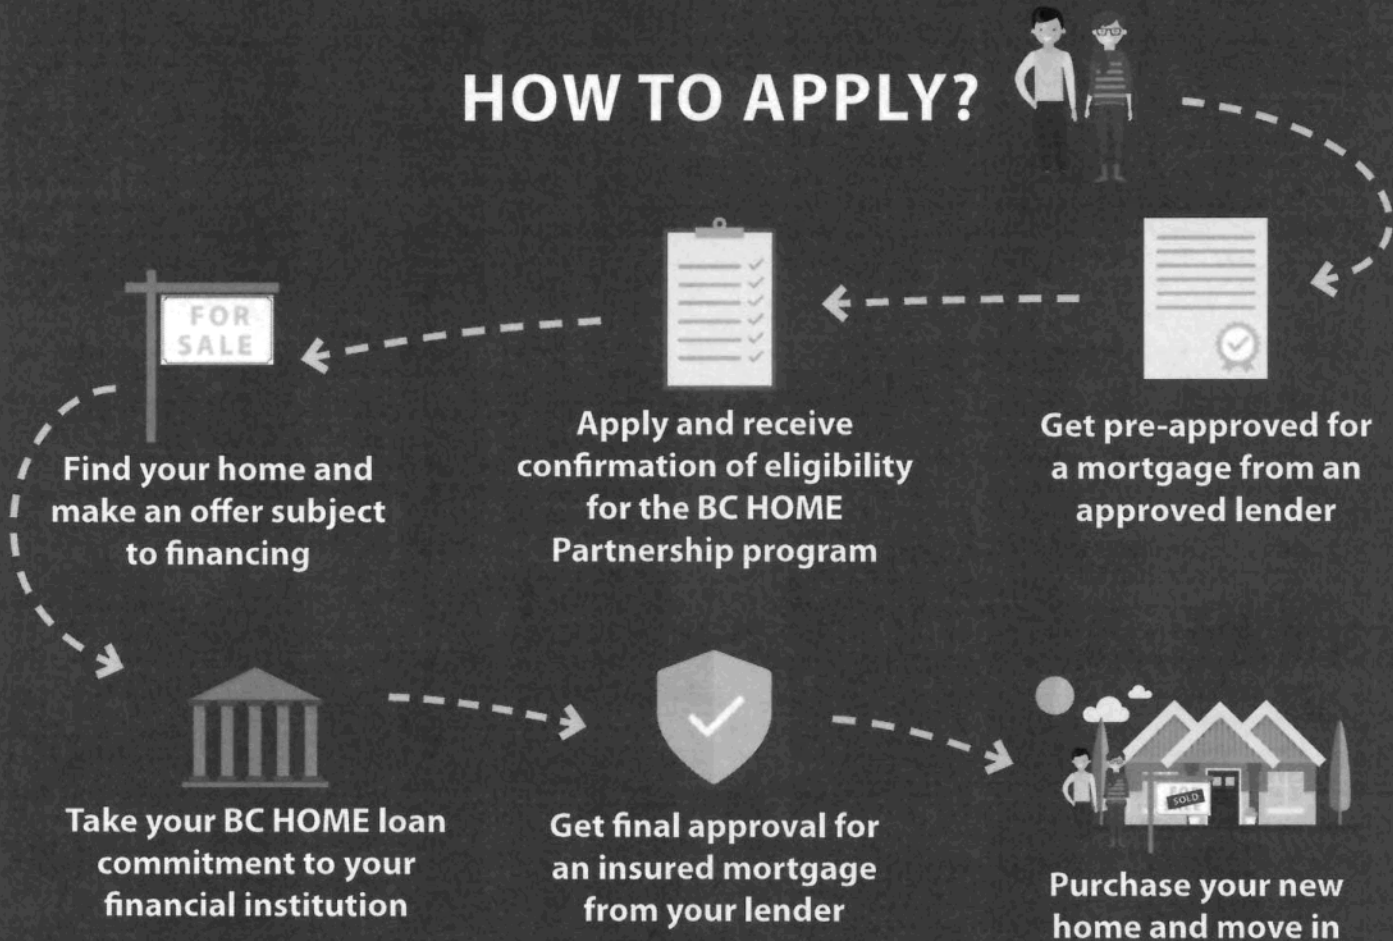 HOW TO APPLY?
Get pre-approved for
a mortgage from an
approved lender
Apply and receive
confirmation of eligibility
for the BC HOME
Partnership program
FOR
SALE
Find your home and
make an offer subject
to financing
Take your BC HOME loan
commitment to your
financial institution
Get final approval for
an insured mortgage
from your lender
SOLD
Purchase your new
home and move in